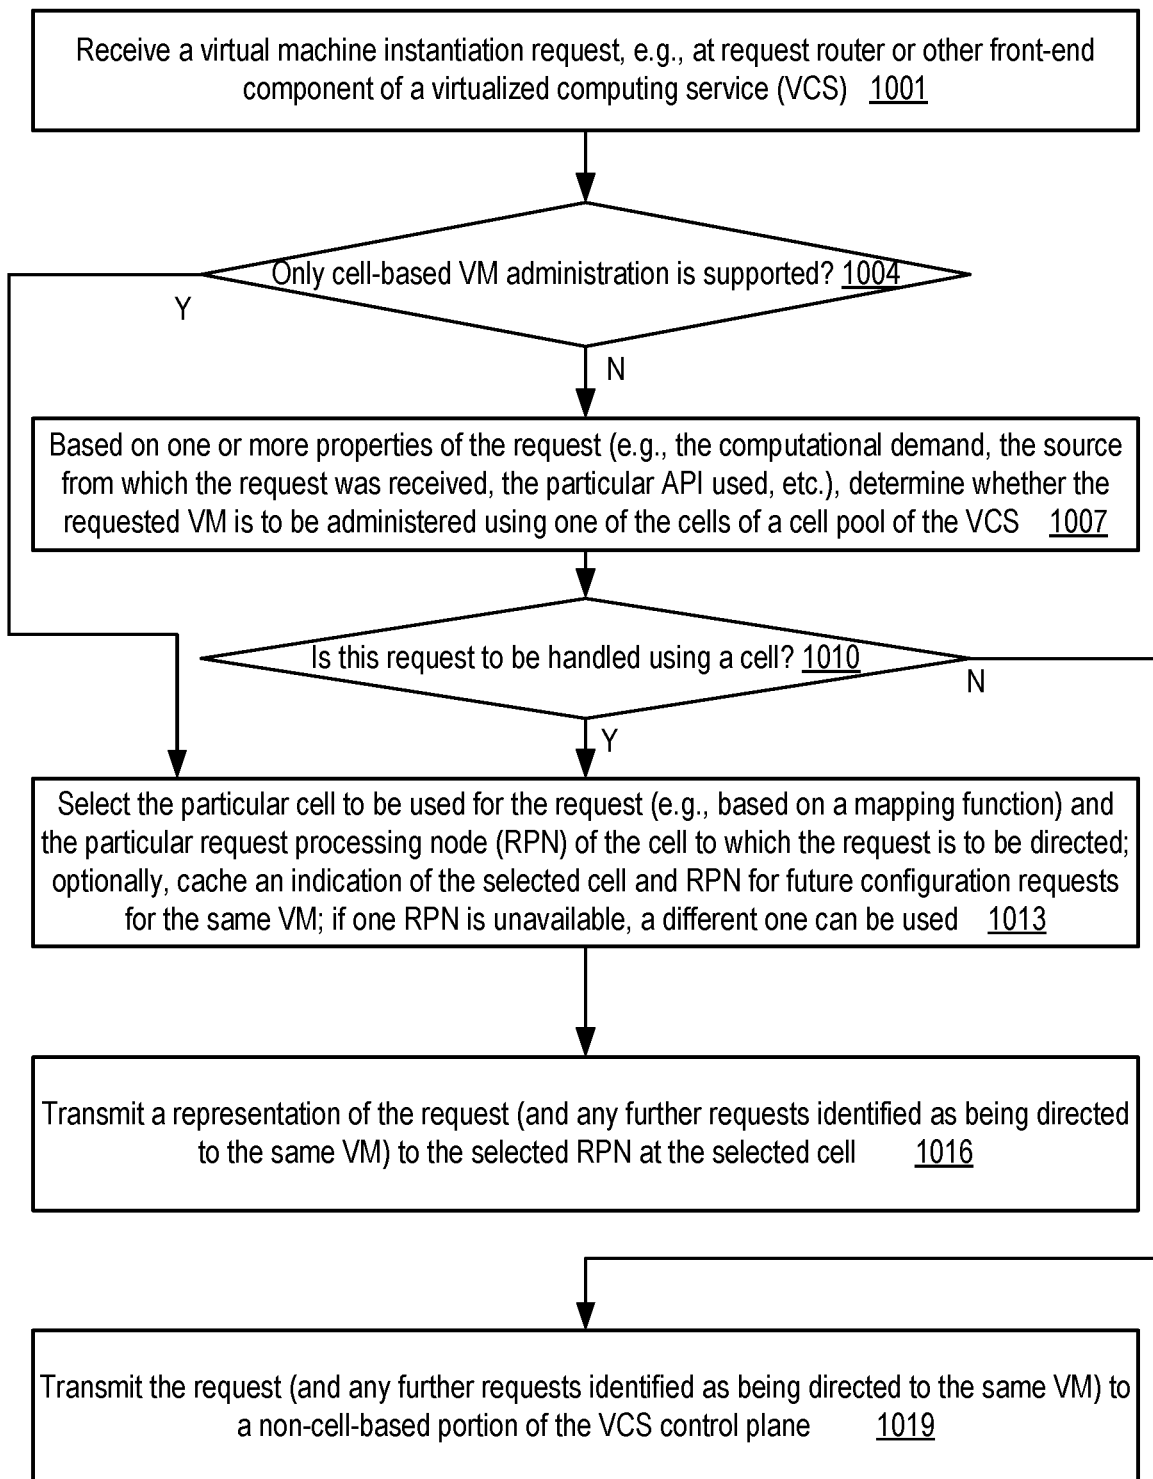 Receive a virtual machine instantiation request, e.g., at request router or other front-end
component of a virtualized computing service (VCS) 1001
Only cell-based VM administration is supported? 1004
Y
N
Based on one or more properties of the request (e.g., the computational demand, the source
from which the request was received, the particular API used, etc.), determine whether the
requested VM is to be administered using one of the cells of a cell pool of the VCS 1007
Is this request to be handled using a cell? 1010
N
Y
Select the particular cell to be used for the request (e.g., based on a mapping function) and
the particular request processing node (RPN) of the cell to which the request is to be directed;
optionally, cache an indication of the selected cell and RPN for future configuration requests
for the same VM; if one RPN is unavailable, a different one can be used 1013
Transmit a representation of the request (and any further requests identified as being directed
to the same VM) to the selected RPN at the selected cell 1016
Transmit the request (and any further requests identified as being directed to the same VM) to
a non-cell-based portion of the VCS control plane 1019